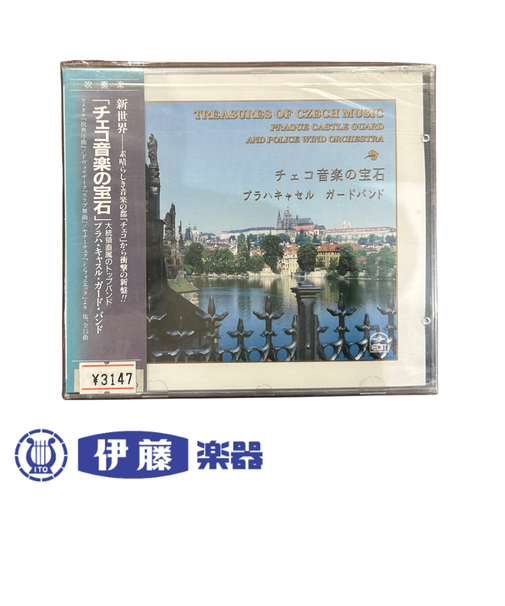 吹奏楽
新世界――素晴らしき音楽の都「チェコ」から衝撃の新盤!!
「チェコ音楽の宝石」
大統領直属のトップバンド
プラハ・キャスル・ガード・バンド
¥3147
TREASURES OF CZECH MUSIC
PRAGUE CASTLE GUARD
AND POLICE WIND ORCHESTRA
チェコ音楽の宝石
プラハキャセル ガードバンド
ITO
伊藤楽器